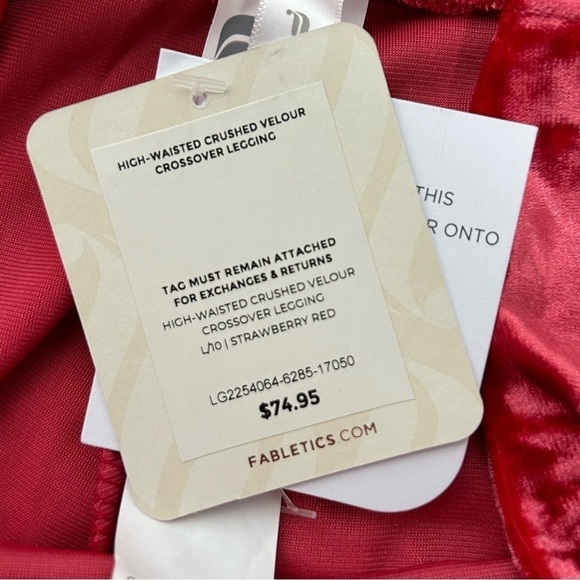 HIGH-WAISTED CRUSHED VELOUR
CROSSOVER LEGGING
TAG MUST REMAIN ATTACHED
FOR EXCHANGES & RETURNS
HIGH-WAISTED CRUSHED VELOUR
CROSSOVER LEGGING
L/10 | STRAWBERRY RED
LG2254064-6285-17050
$74.95
FABLETICS.COM
THIS
R ONTO